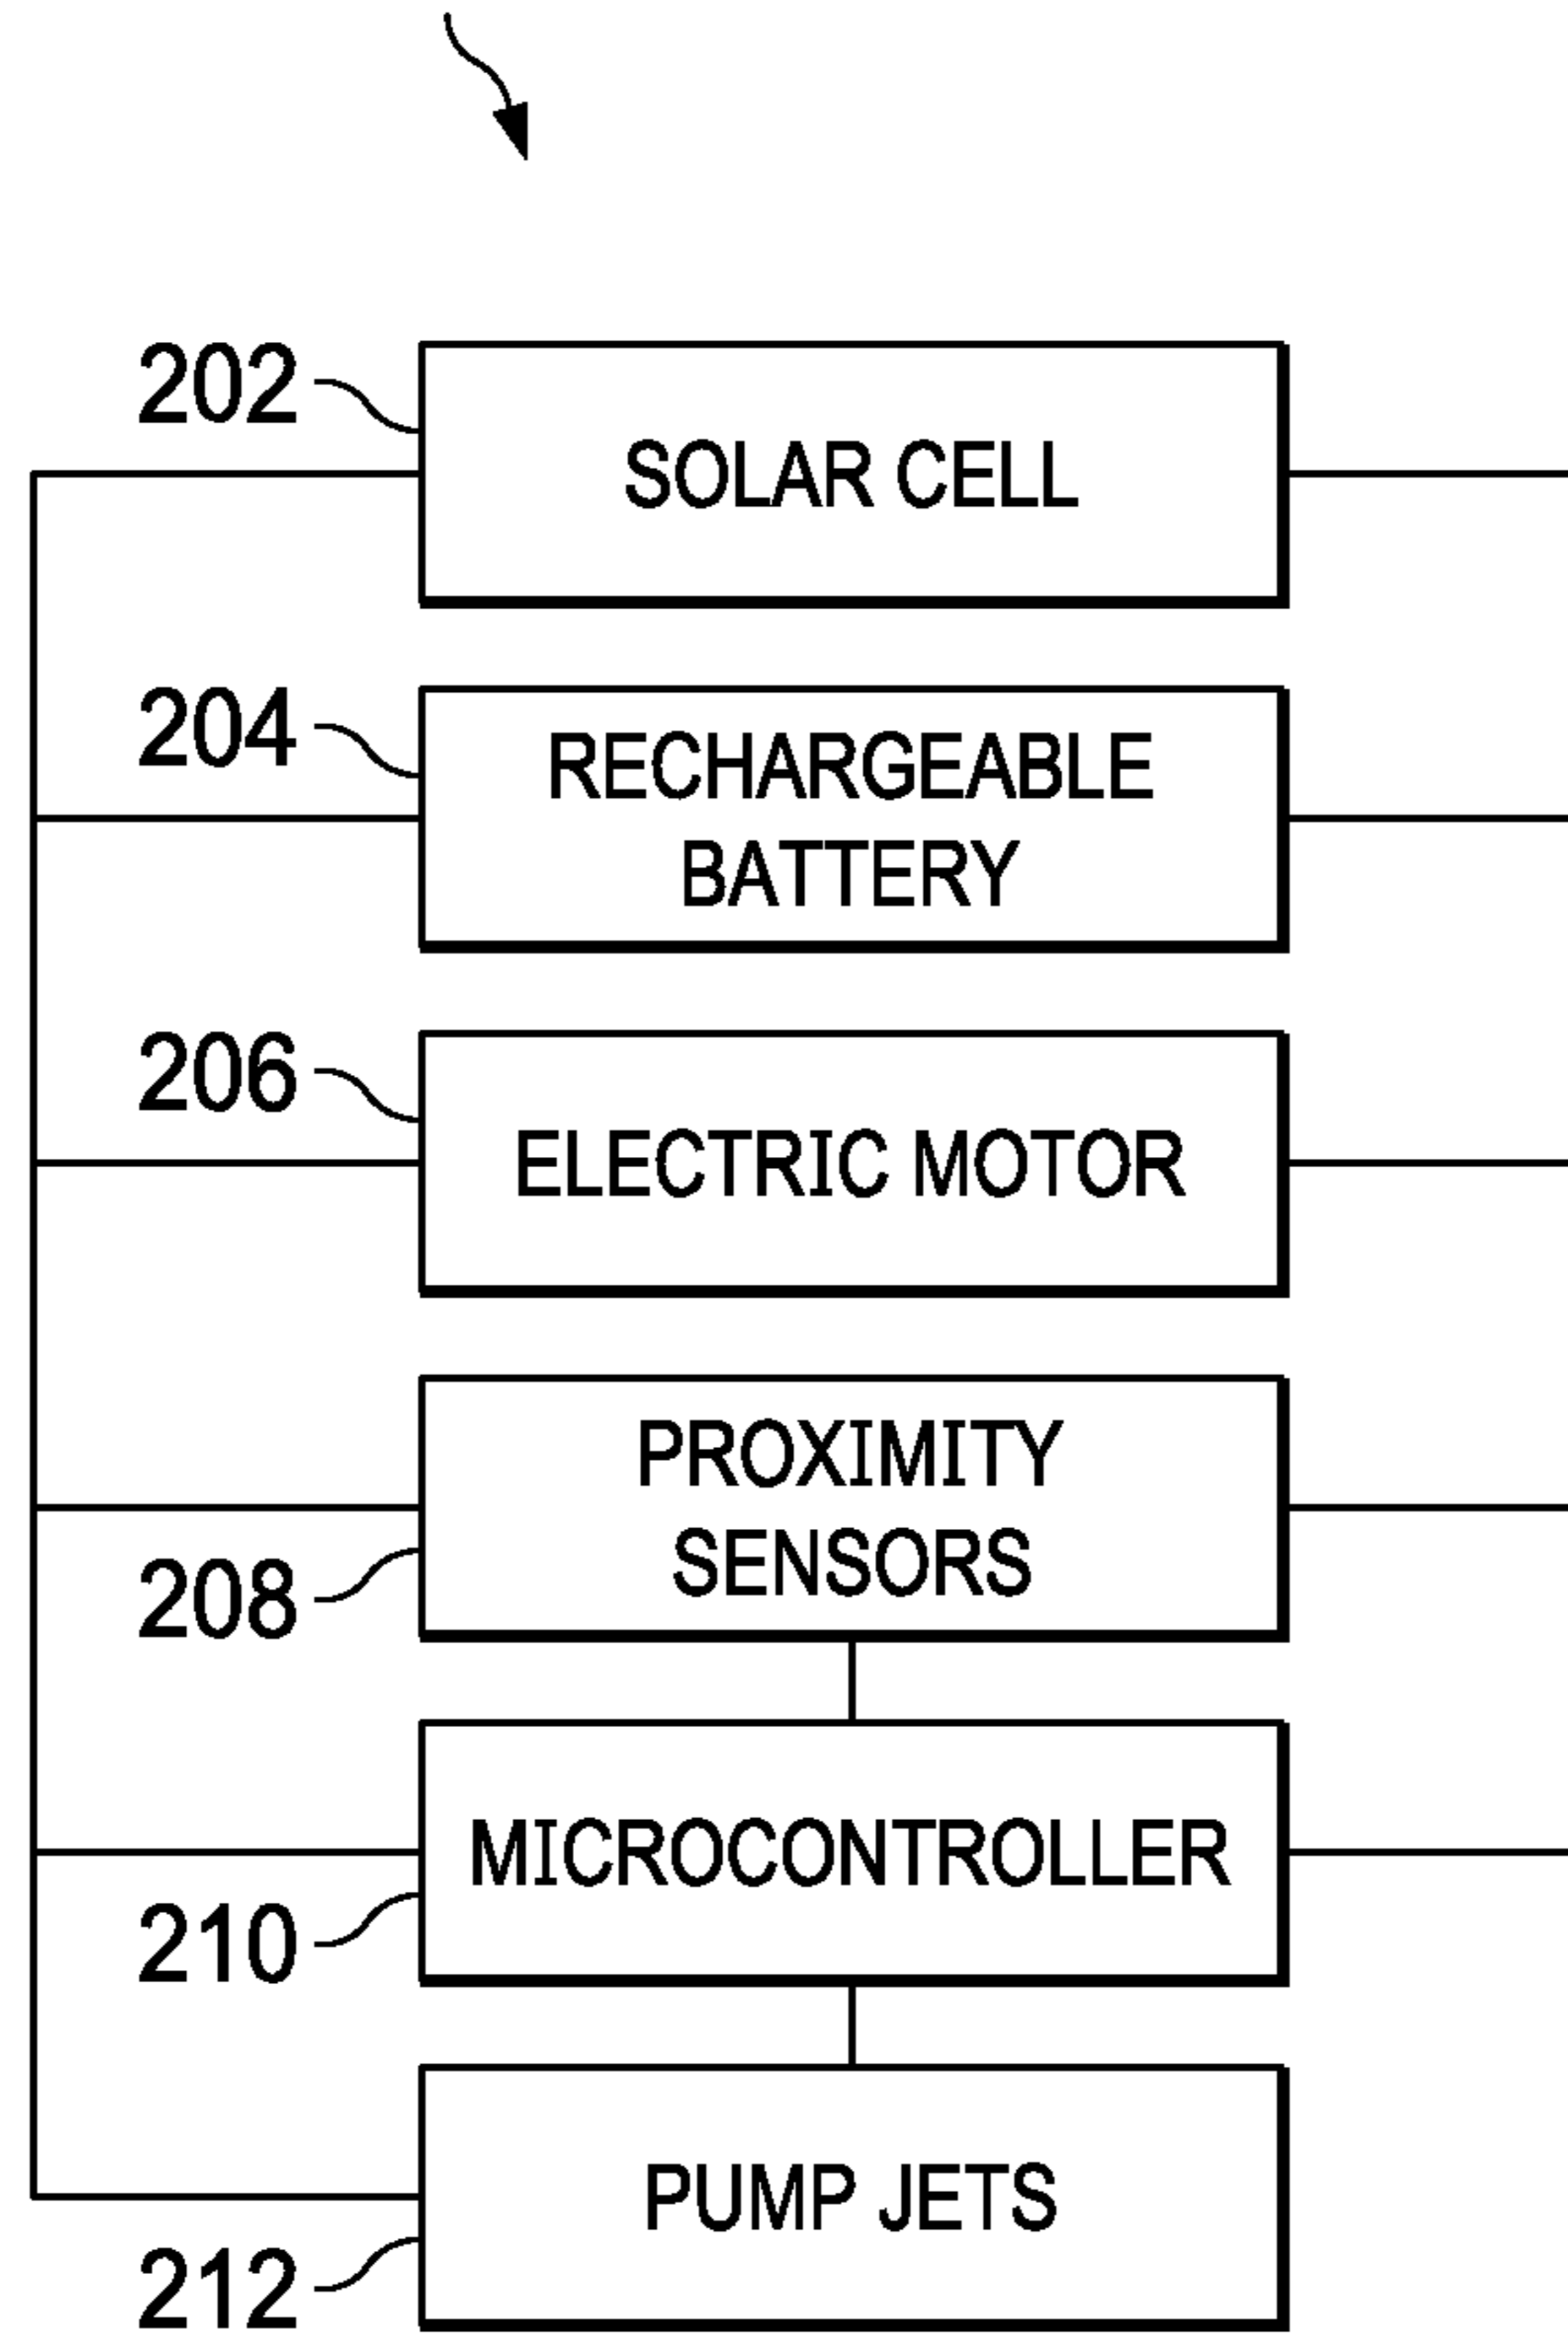 202
SOLAR CELL
204
RECHARGEABLE
BATTERY
206
ELECTRIC MOTOR
PROXIMITY
SENSORS
208
MICROCONTROLLER
210
PUMP JETS
212